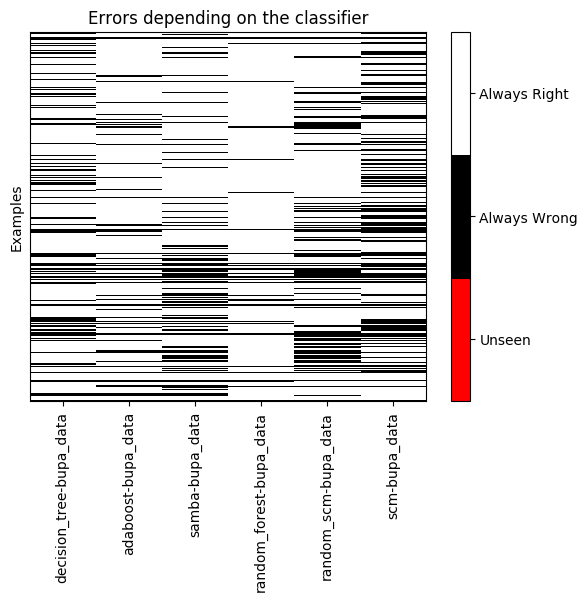 Errors depending on the classifier
Examples
Always Right
Always Wrong
Unseen
decision_tree-bupa_data
adaboost-bupa_data
samba-bupa_data
random_forest-bupa_data
random_scm-bupa_data
scm-bupa_data